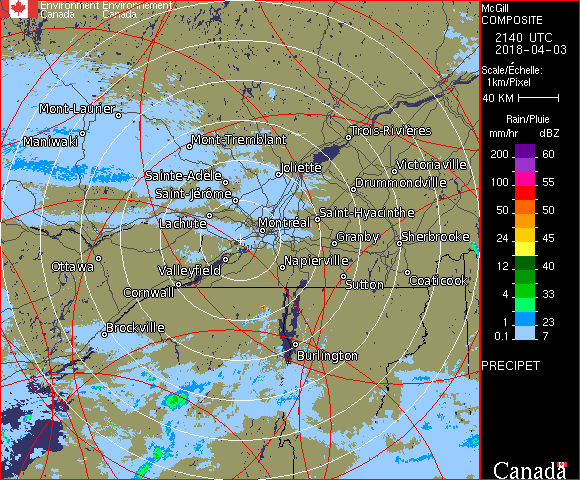 Environment Environnement
Canada Canada
McGill
COMPOSITE
2140 UTC
2018-04-03
Scale/Échelle:
1km/Pixel
40 KM
Rain/Pluie
mm/hr dBZ
200 60
100 55
50 50
24 45
12 40
4 33
1 23
0.1 7
PRECIPET
Canada
Mont-Laurier
Maniwaki
Mont-Tremblant
Trois-Rivières
Joliette
Victoriaville
Sainte-Adèle
Drummondville
Saint-Jérôme
Lachute
Saint-Hyacinthe
Montréal
Granby
Sherbrooke
Ottawa
Valleyfield
Napierville
Cornwall
Sutton
Coaticook
Brockville
Burlington